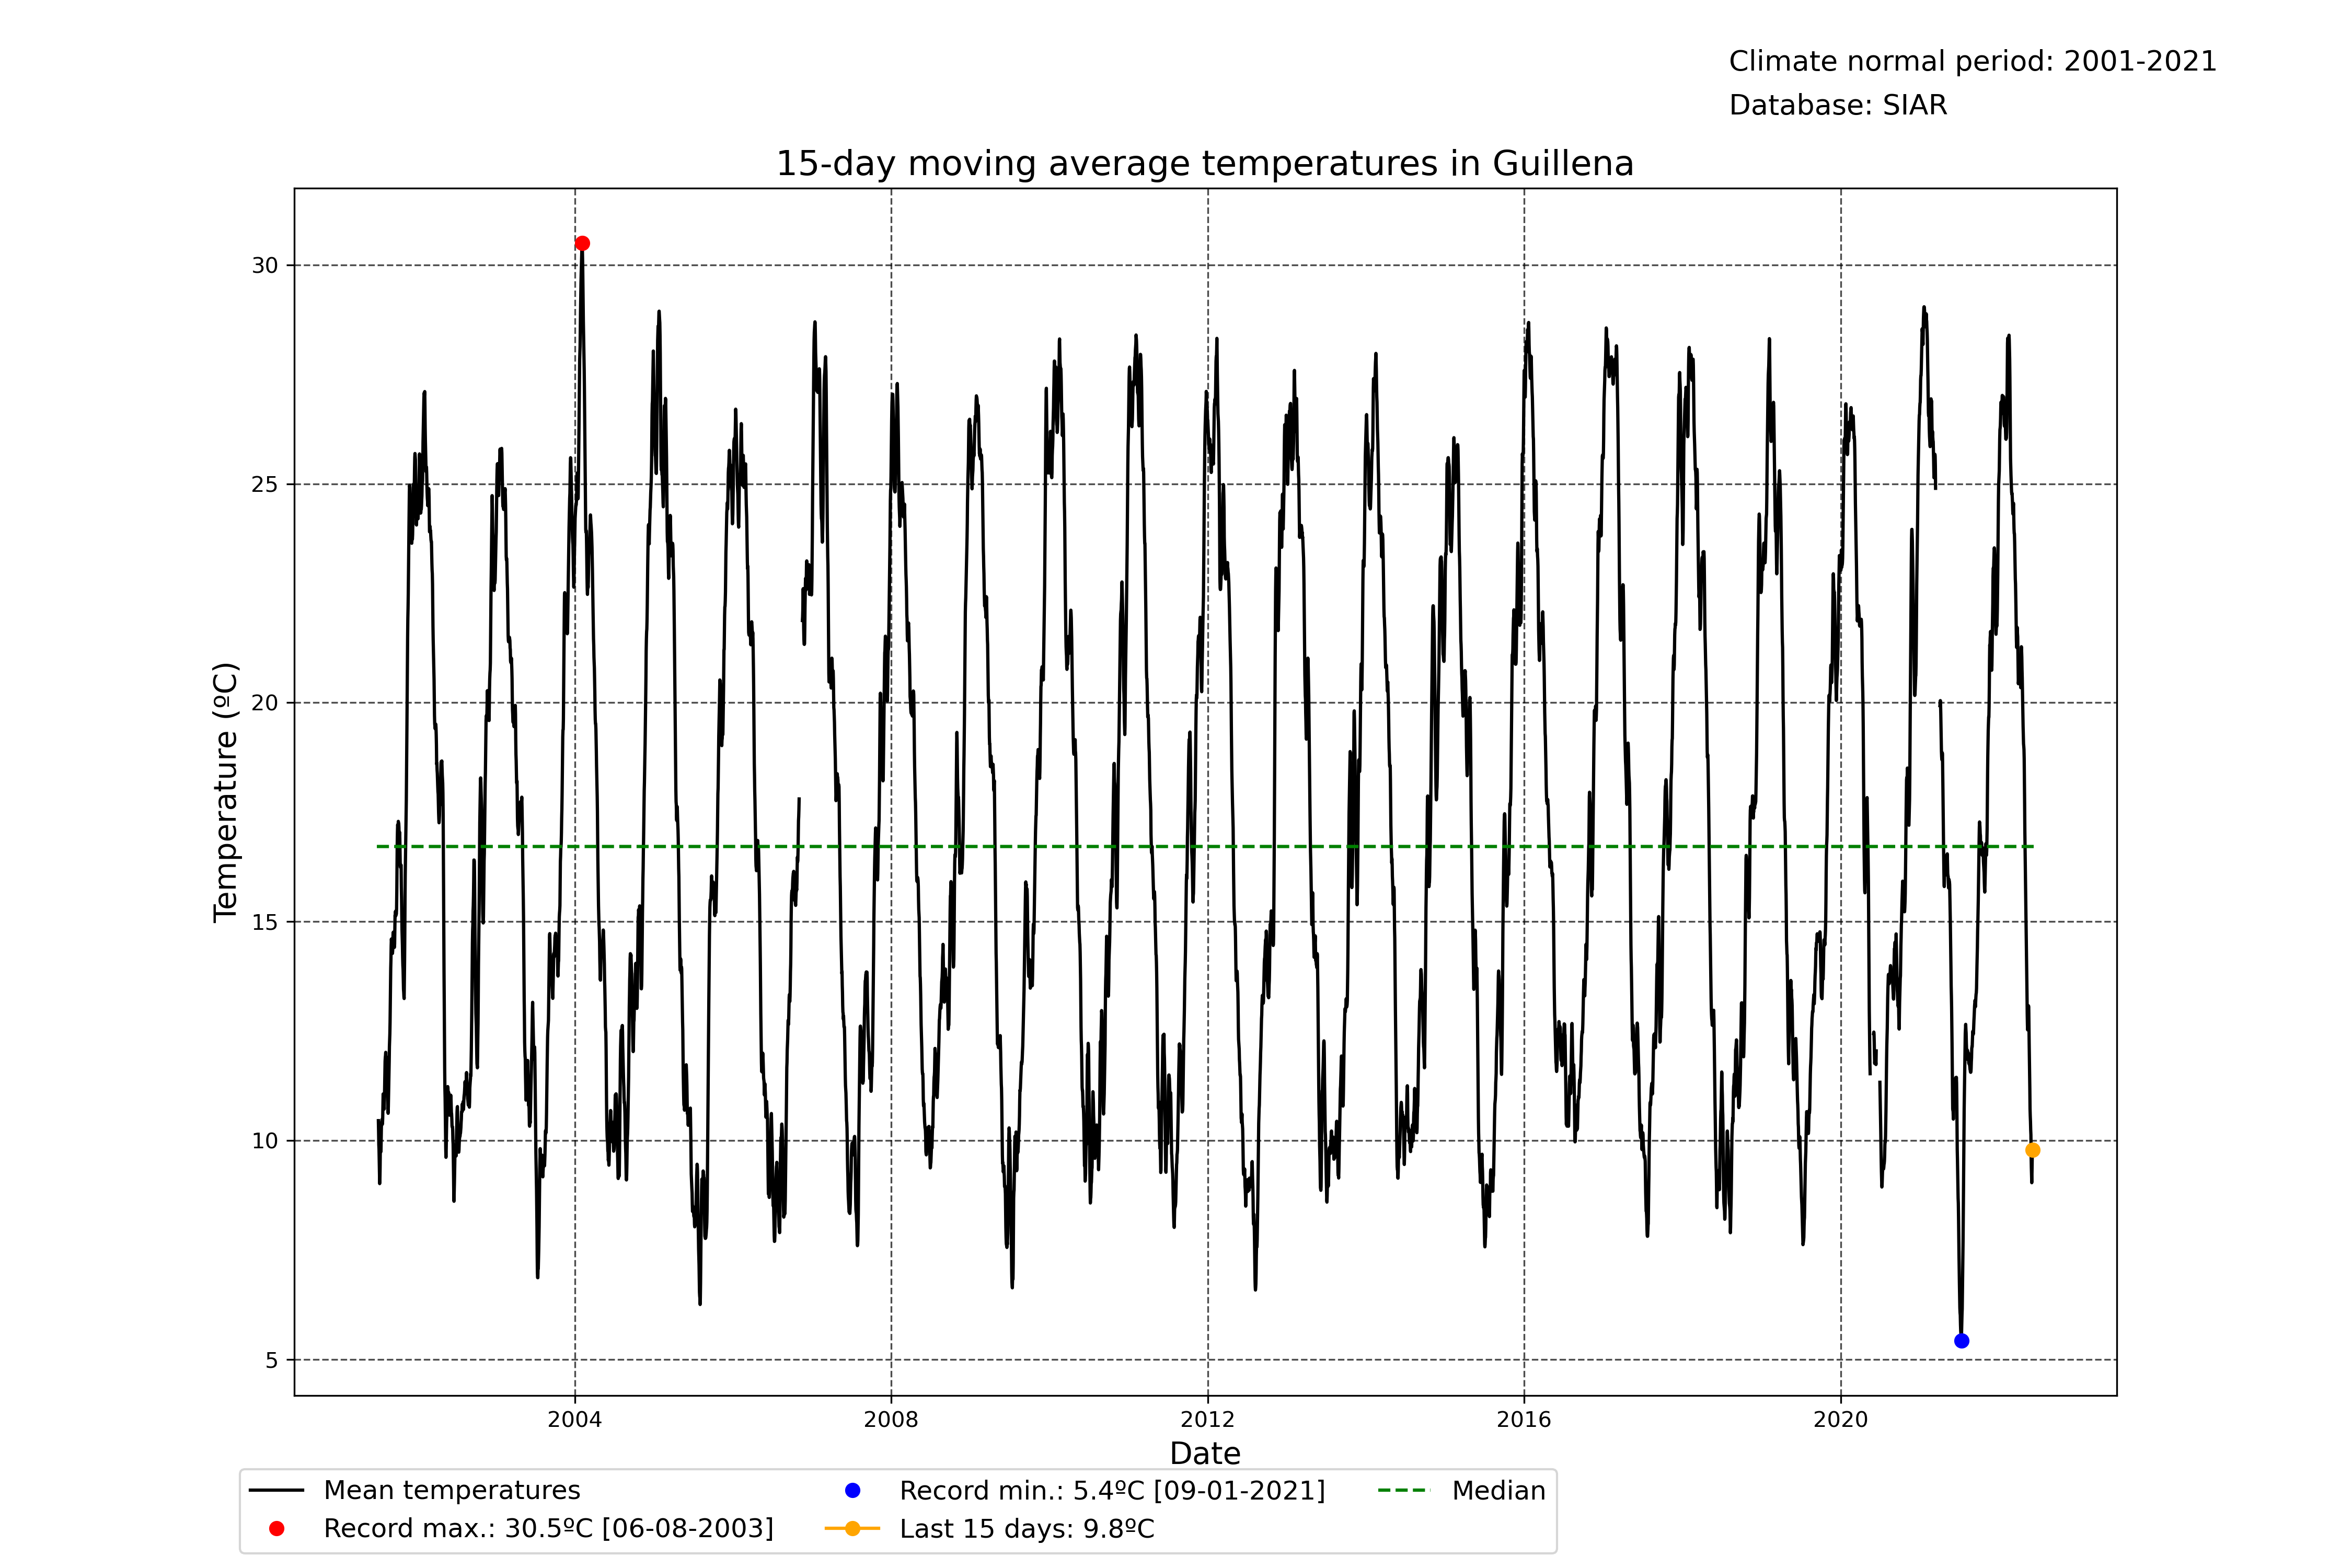 Climate normal period: 2001-2021
Database: SIAR
15-day moving average temperatures in Guillena
30
25
20
15
10
5
Temperature (ºC)
2004
2008
2012
2016
2020
Date
Mean temperatures
Record max.: 30.5ºC [06-08-2003]
Record min.: 5.4ºC [09-01-2021]
Last 15 days: 9.8ºC
Median